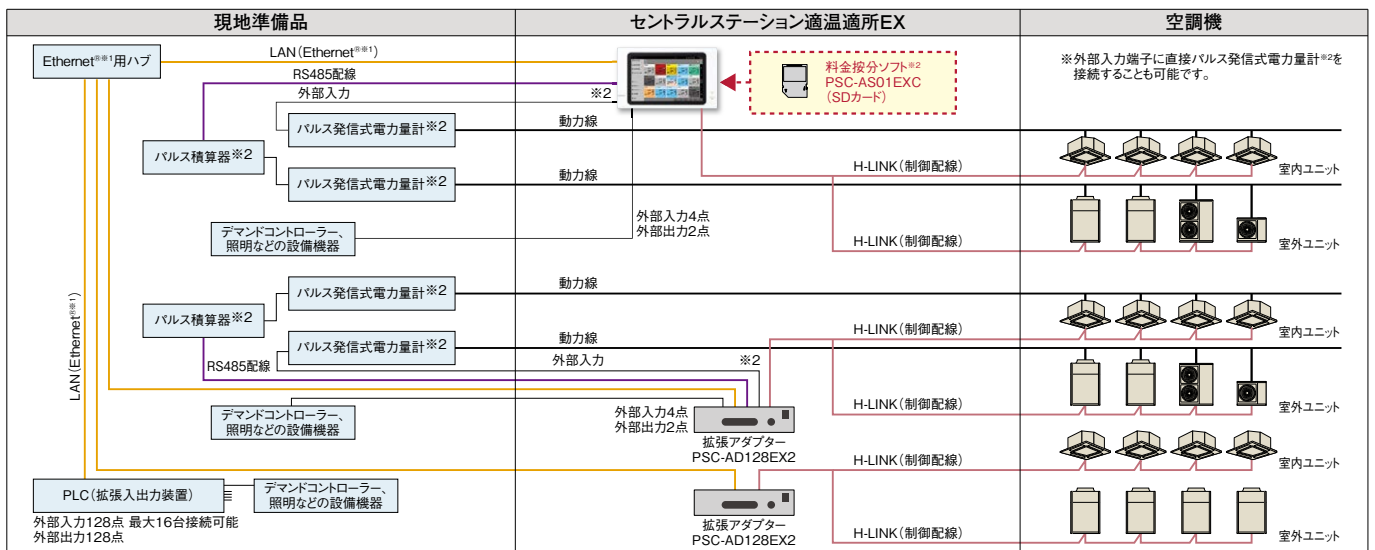 現地準備品
セントラルステーション適温適所EX
空調機
Ethernet®※1用ハブ
LAN(Ethernet®※1)
RS485配線
外部入力
※2
料金按分ソフト※2
PSC-AS01EXC
(SDカード)
※外部入力端子に直接パルス発信式電力量計※2を
接続することも可能です。
パルス発信式電力量計※2
動力線
パルス積算器※2
パルス発信式電力量計※2
動力線
H-LINK(制御配線)
室内ユニット
デマンドコントローラー、
照明などの設備機器
外部入力4点
外部出力2点
H-LINK(制御配線)
室外ユニット
LAN(Ethernet®※1)
パルス発信式電力量計※2
動力線
パルス積算器※2
パルス発信式電力量計※2
動力線
H-LINK(制御配線)
室内ユニット
RS485配線
外部入力
※2
デマンドコントローラー、
照明などの設備機器
外部入力4点
外部出力2点
拡張アダプター
PSC-AD128EX2
H-LINK(制御配線)
室外ユニット
H-LINK(制御配線)
室内ユニット
PLC(拡張入出力装置)
デマンドコントローラー、
照明などの設備機器
外部入力128点 最大16台接続可能
外部出力128点
拡張アダプター
PSC-AD128EX2
H-LINK(制御配線)
室外ユニット